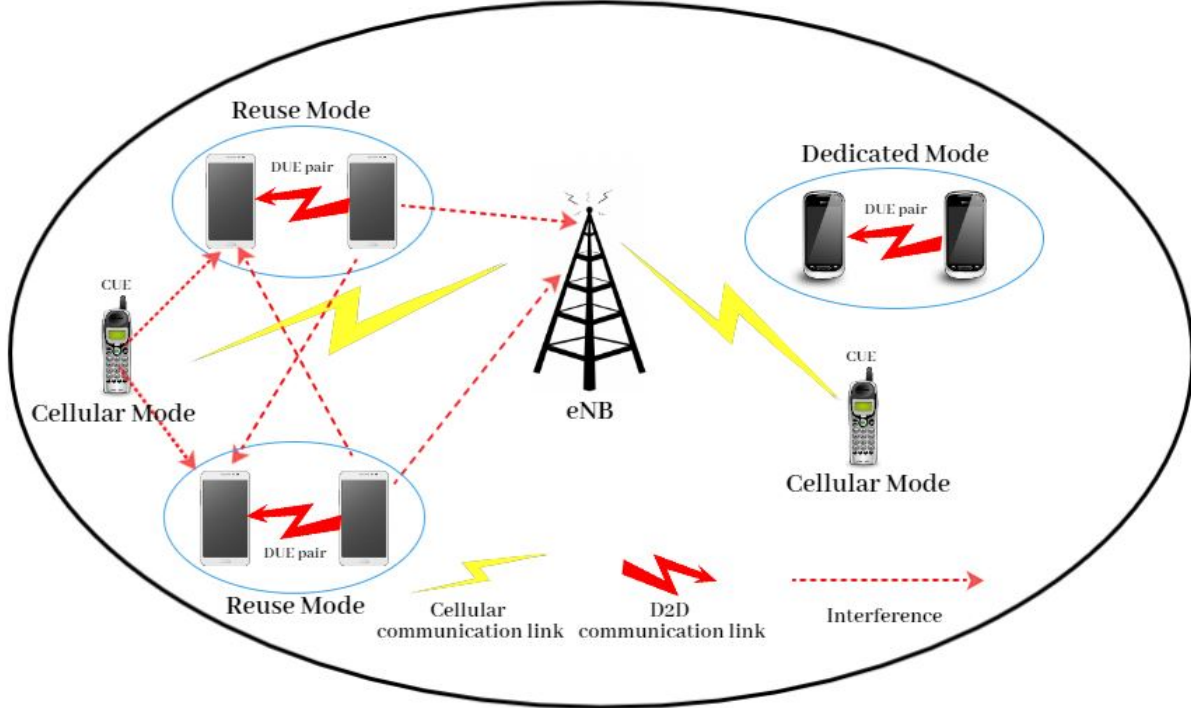 Reuse Mode
DUE pair
Dedicated Mode
DUE pair
CUE
Cellular Mode
eNB
CUE
Cellular Mode
DUE pair
Reuse Mode
Cellular
communication link
D2D
communication link
Interference